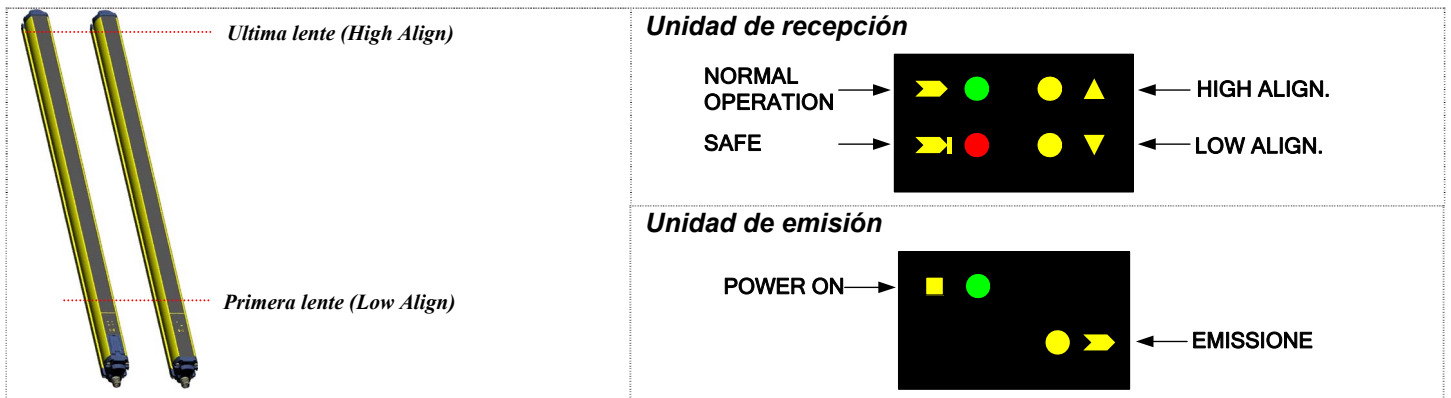 Ultima lente (High Align)
Primera lente (Low Align)
Unidad de recepción
NORMAL
OPERATION
HIGH ALIGN.
SAFE
LOW ALIGN.
Unidad de emisión
POWER ON
EMISSIONE